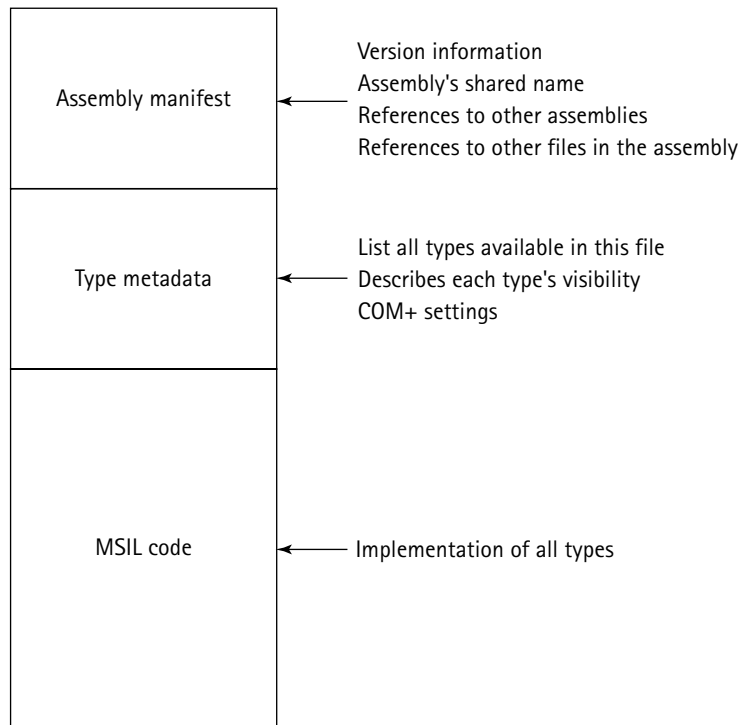 Assembly manifest
Version information
Assembly's shared name
References to other assemblies
References to other files in the assembly
Type metadata
List all types available in this file
Describes each type's visibility
COM+ settings
MSIL code
Implementation of all types